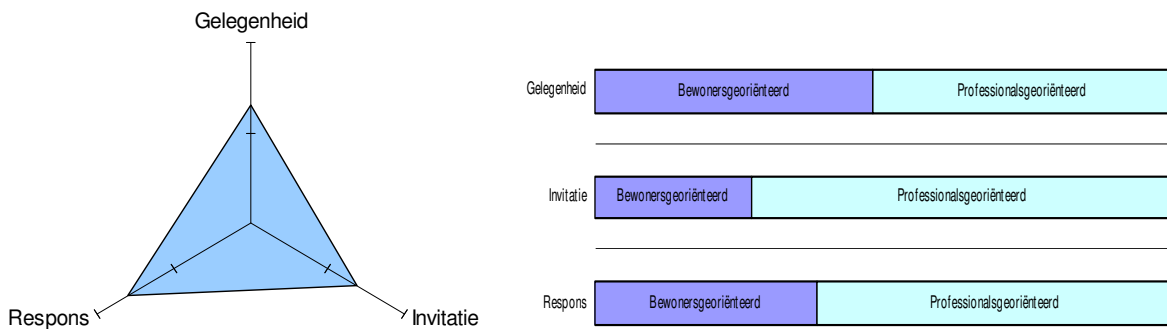 Gelegenheid
Respons
Invitatie
Gelegenheid
Bewonersgeoriënteerd
Professionalsgeoriënteerd
Invitatie
Bewonersgeoriënteerd
Professionalsgeoriënteerd
Respons
Bewonersgeoriënteerd
Professionalsgeoriënteerd